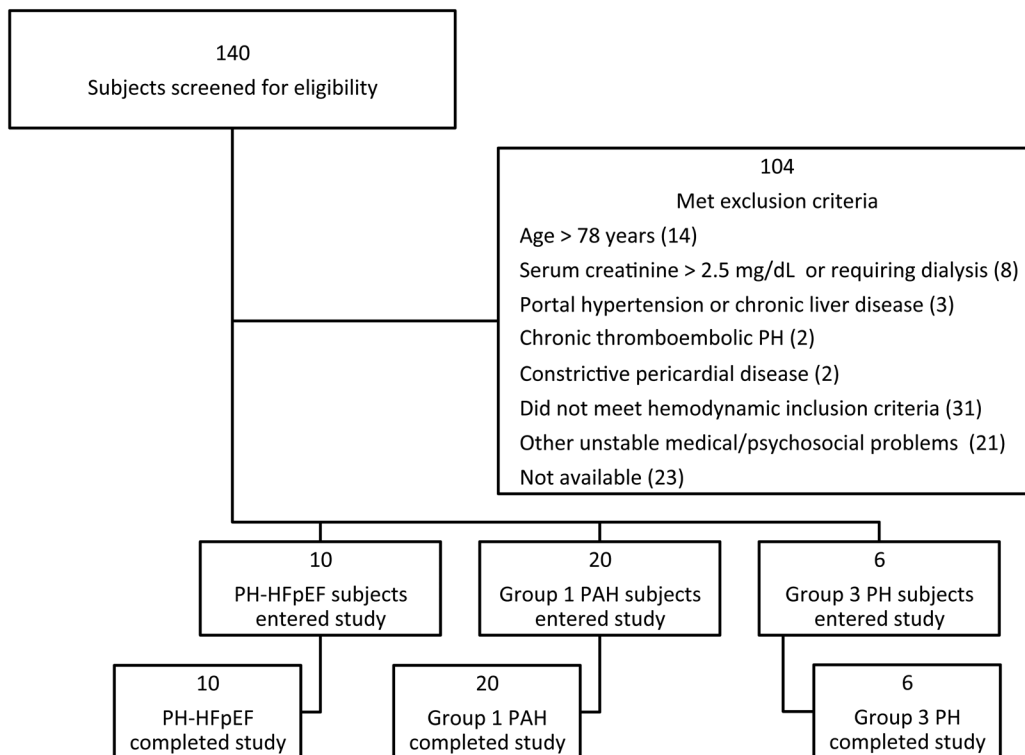 140
Subjects screened for eligibility
104
Met exclusion criteria
Age > 78 years (14)
Serum creatinine > 2.5 mg/dL or requiring dialysis (8)
Portal hypertension or chronic liver disease (3)
Chronic thromboembolic PH (2)
Constrictive pericardial disease (2)
Did not meet hemodynamic inclusion criteria (31)
Other unstable medical/psychosocial problems (21)
Not available (23)
10
PH-HFpEF subjects
entered study
20
Group 1 PAH subjects
entered study
6
Group 3 PH subjects
entered study
10
PH-HFpEF
completed study
20
Group 1 PAH
completed study
6
Group 3 PH
completed study